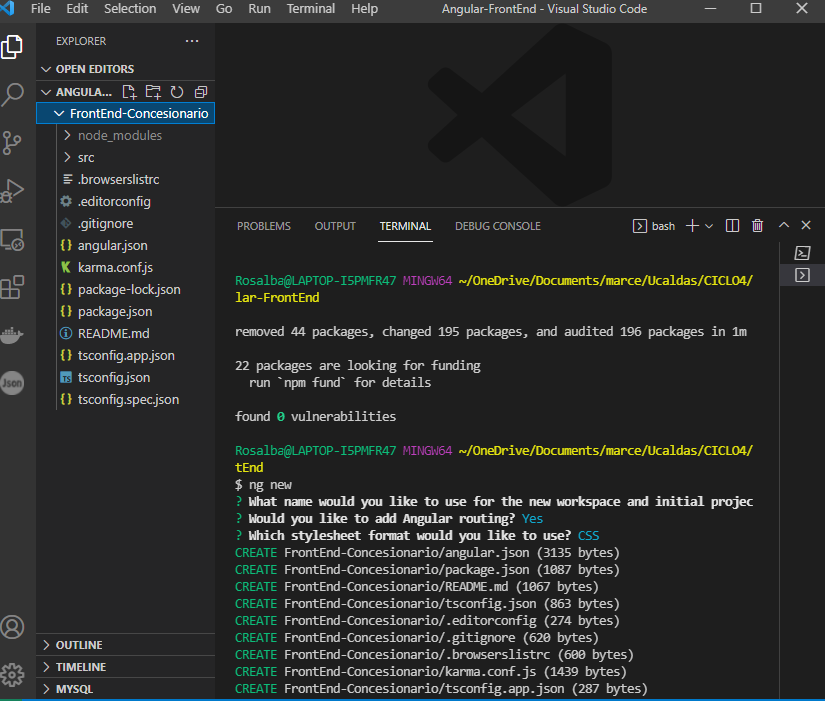 File Edit Selection View Go Run Terminal Help Angular-FrontEnd - Visual Studio Code
EXPLORER ...
OPEN EDITORS
ANGULA...
FrontEnd-Concesionario
node_modules
src
.browserslistrc
.editorconfig
.gitignore
{} angular.json
K karma.conf.js
{} package-lock.json
{} package.json
README.md
{} tsconfig.app.json
TS tsconfig.json
{} tsconfig.spec.json
OUTLINE
TIMELINE
MYSQL
Json
PROBLEMS OUTPUT TERMINAL DEBUG CONSOLE bash
Rosalba@LAPTOP-I5PMFR47 MINGW64 ~/OneDrive/Documents/marce/Ucaldas/CICLO4/
lar-FrontEnd
removed 44 packages, changed 195 packages, and audited 196 packages in 1m
22 packages are looking for funding
run `npm fund` for details
found 0 vulnerabilities
Rosalba@LAPTOP-I5PMFR47 MINGW64 ~/OneDrive/Documents/marce/Ucaldas/CICLO4/
tEnd
$ ng new
? What name would you like to use for the new workspace and initial projec
? Would you like to add Angular routing? Yes
? Which stylesheet format would you like to use? CSS
CREATE FrontEnd-Concesionario/angular.json (3135 bytes)
CREATE FrontEnd-Concesionario/package.json (1087 bytes)
CREATE FrontEnd-Concesionario/README.md (1067 bytes)
CREATE FrontEnd-Concesionario/tsconfig.json (863 bytes)
CREATE FrontEnd-Concesionario/.editorconfig (274 bytes)
CREATE FrontEnd-Concesionario/.gitignore (620 bytes)
CREATE FrontEnd-Concesionario/.browserslistrc (600 bytes)
CREATE FrontEnd-Concesionario/karma.conf.js (1439 bytes)
CREATE FrontEnd-Concesionario/tsconfig.app.json (287 bytes)